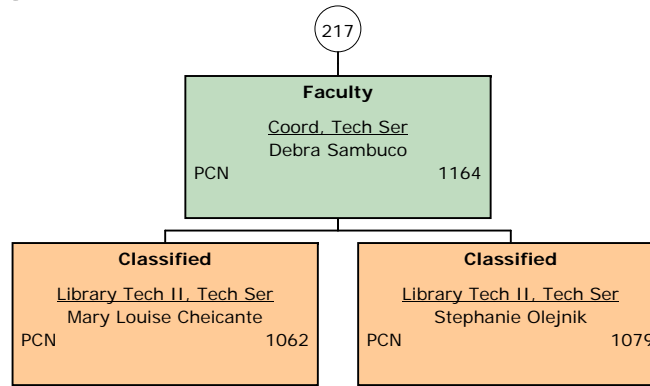 217
Faculty
Coord, Tech Ser
Debra Sambuco
PCN 1164
Classified
Library Tech II, Tech Ser
Mary Louise Cheicante
PCN 1062
Classified
Library Tech II, Tech Ser
Stephanie Olejnik
PCN 1079